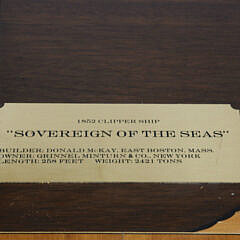 1852 CLIPPER SHIP
"SOVEREIGN OF THE SEAS"
BUILDER: DONALD McKAY, EAST BOSTON, MASS.
OWNER: GRINNEL MINTURN & CO., NEW YORK
LENGTH: 258 FEET WEIGHT: 2421 TONS